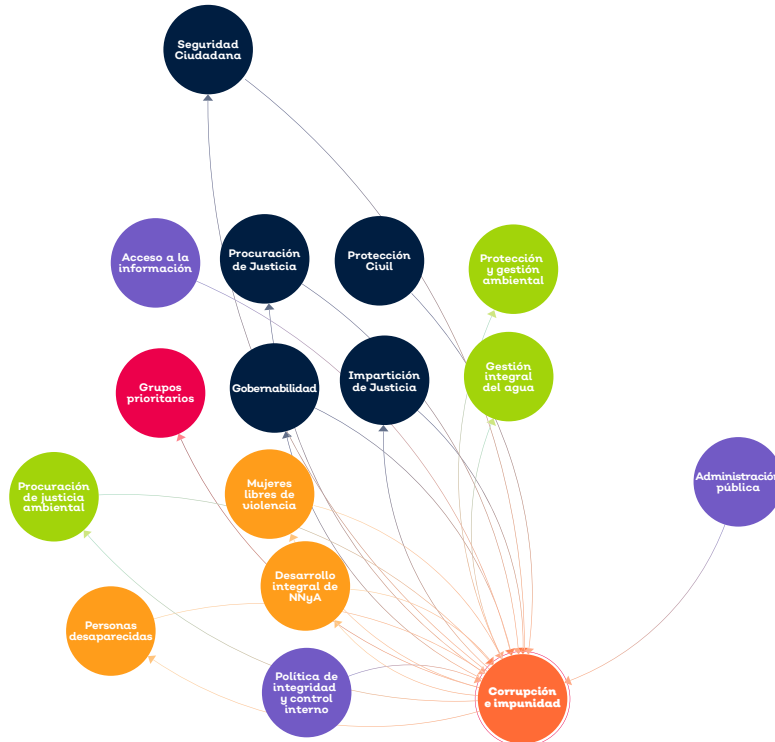 Seguridad
Ciudadana
Acceso a la
información
Procuración
de Justicia
Protección
Civil
Protección
y gestión
ambiental
Grupos
prioritarios
Gobernabilidad
Impartición
de Justicia
Gestión
integral
del agua
Procuración
de justicia
ambiental
Mujeres
libres de
violencia
Administración
pública
Desarrollo
integral de
NNyA
Personas
desaparecidas
Política de
integridad
y control
interno
Corrupción
e impunidad